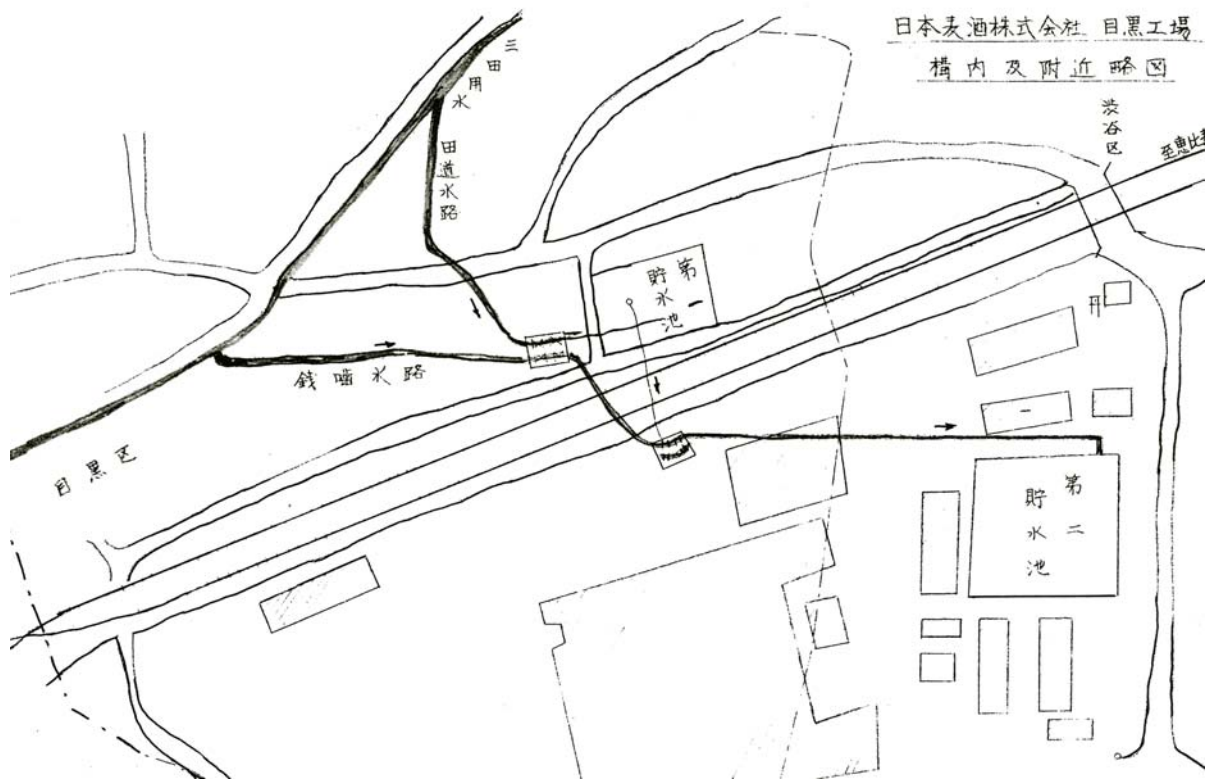 日本麦酒株式会社 目黒工場
構内及附近略図
三田用水
田道水路
渋谷区
至恵比寿
第一貯水池
銭噛水路
目黒区
第二貯水池